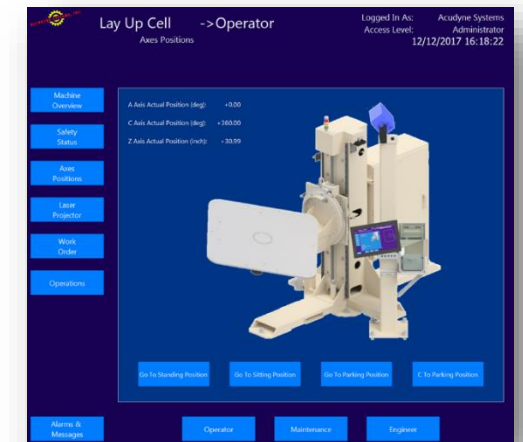 Lay Up Cell ->Operator
Axes Positions
Logged In As: Acudyne Systems
Access Level: Administrator
12/12/2017 16:18:22
Machine
Overview
Safety
Status
Axes
Positions
Laser
Projector
Work
Order
Operations
A Axis Actual Position (deg): +0.00
C Axis Actual Position (deg): +360.00
Z Axis Actual Position (inch): +30.99
Go To Standing Position
Go To Sitting Position
Go To Parking Position
C To Parking Position
Alarms &
Messages
Operator
Maintenance
Engineer